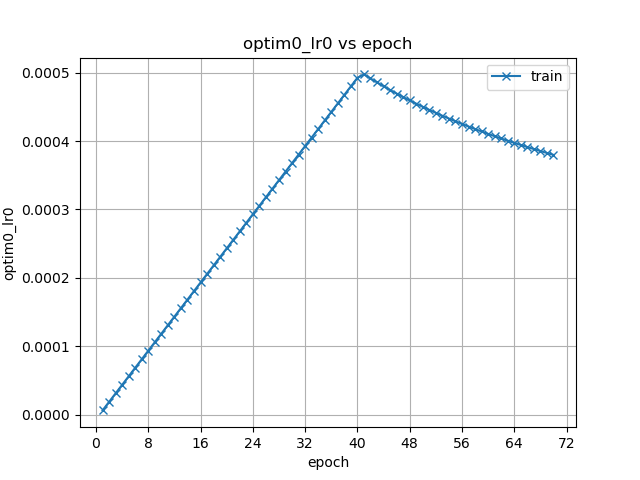 optim0_lr0 vs epoch
train
optim0_lr0
0.0005
0.0004
0.0003
0.0002
0.0001
0.0000
0 8 16 24 32 40 48 56 64 72
epoch